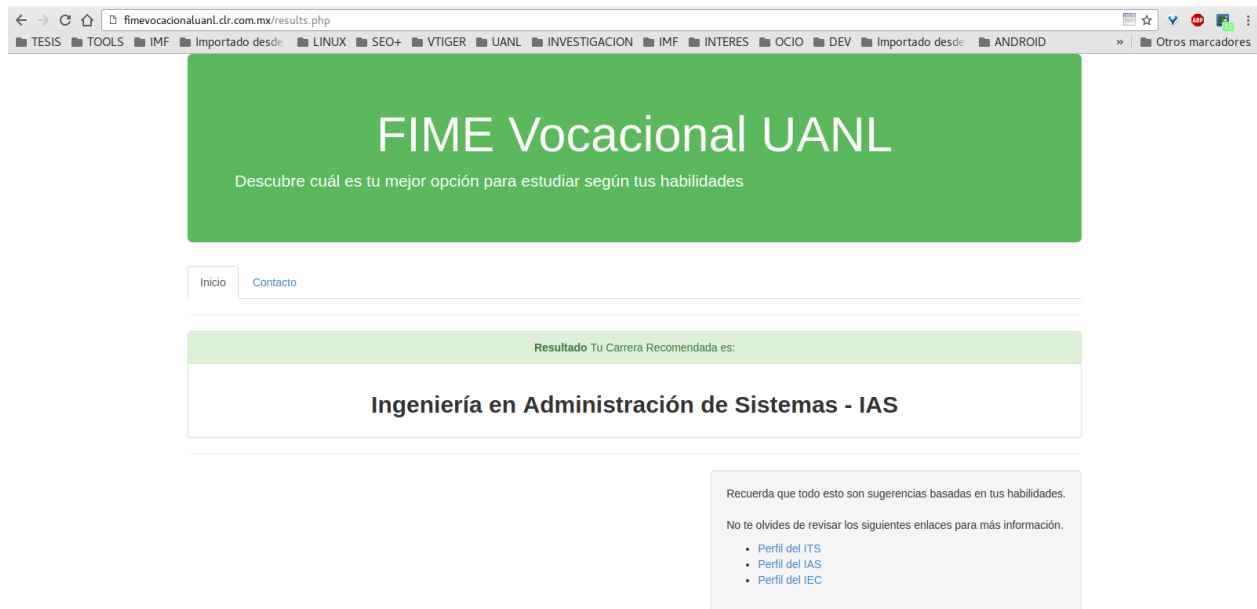 fimevocacionaluanl.clr.com.mx/results.php
TESIS TOOLS IMF Importado desde LINUX SEO+ VTIGER UANL INVESTIGACION IMF INTERES OCIO DEV Importado desde ANDROID » Otros marcadores
FIME Vocacional UANL
Descubre cuál es tu mejor opción para estudiar según tus habilidades
Inicio Contacto
Resultado Tu Carrera Recomendada es:
Ingeniería en Administración de Sistemas - IAS
Recuerda que todo esto son sugerencias basadas en tus habilidades.
No te olvides de revisar los siguientes enlaces para más información.
• Perfil del ITS
• Perfil del IAS
• Perfil del IEC